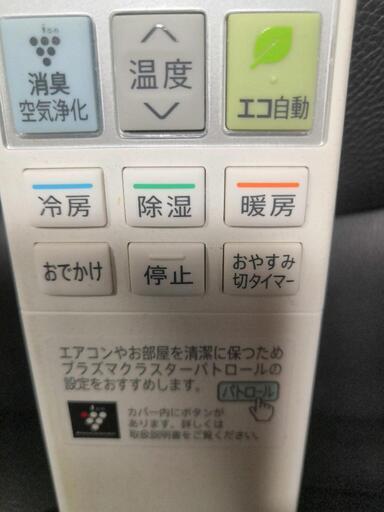 ion
消臭
空気浄化
温度
エコ自動
冷房
除湿
暖房
おでかけ
停止
おやすみ
切タイマー
エアコンやお部屋を清潔に保つため
プラズマクラスターパトロールの
設定をおすすめします。
パトロール
カバー内にボタンが
あります。詳しくは
取扱説明書をご覧ください。